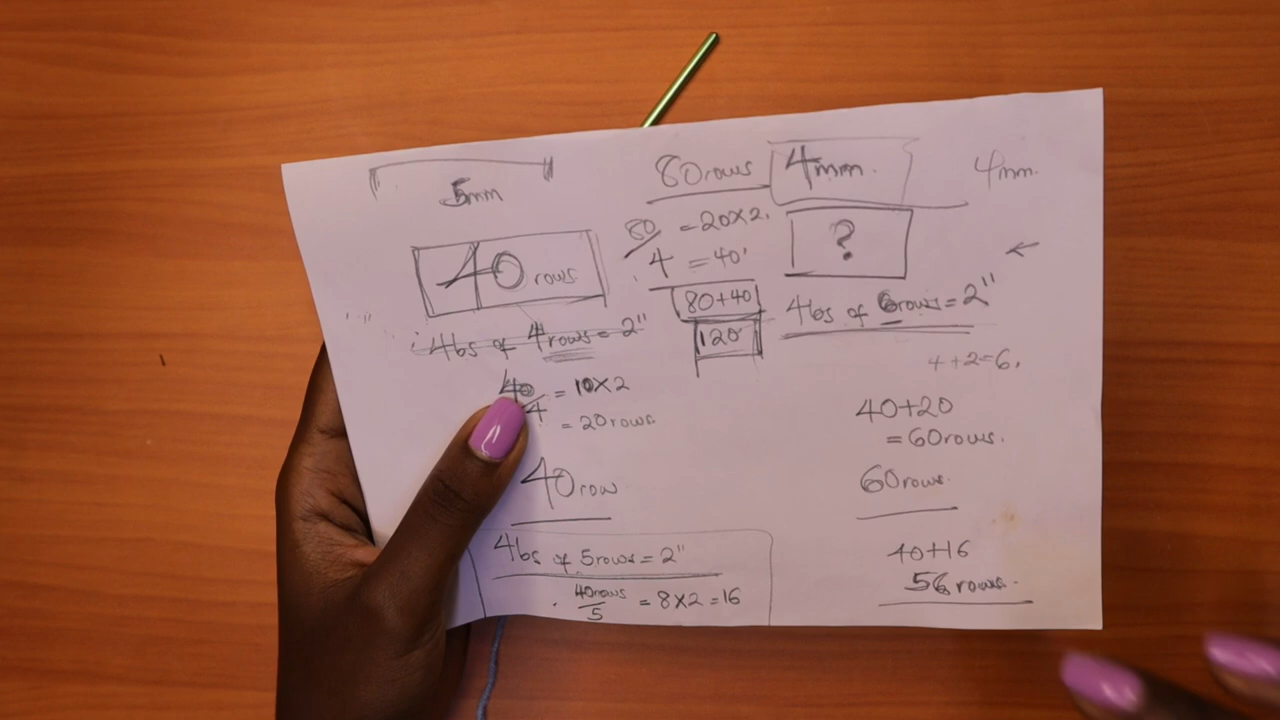 5mm
40 rows
4bs of 4rows = 2"
40/4 = 10x2
= 20rows.
40row
4bs of 5rows = 2"
40rows/5 = 8x2 = 16
80rows
80/4 = 20x2.
= 40'
80+40
120
4mm.
4mm.
?
4bs of 6rows = 2"
4+2=6.
40+20
= 60rows.
60rows.
40+16
56rows.